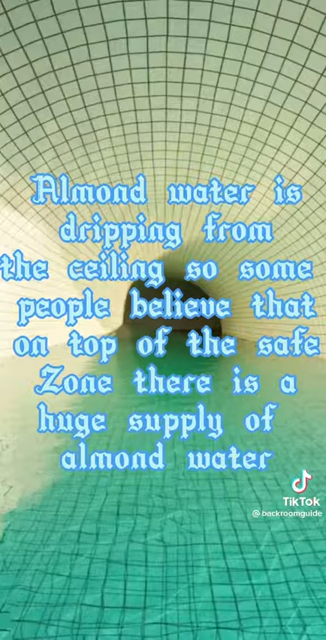 Almond water is
dripping from
the ceiling so some
people believe that
on top of the safe
Zone there is a
huge supply of
almond water
TikTok
@backroomguide